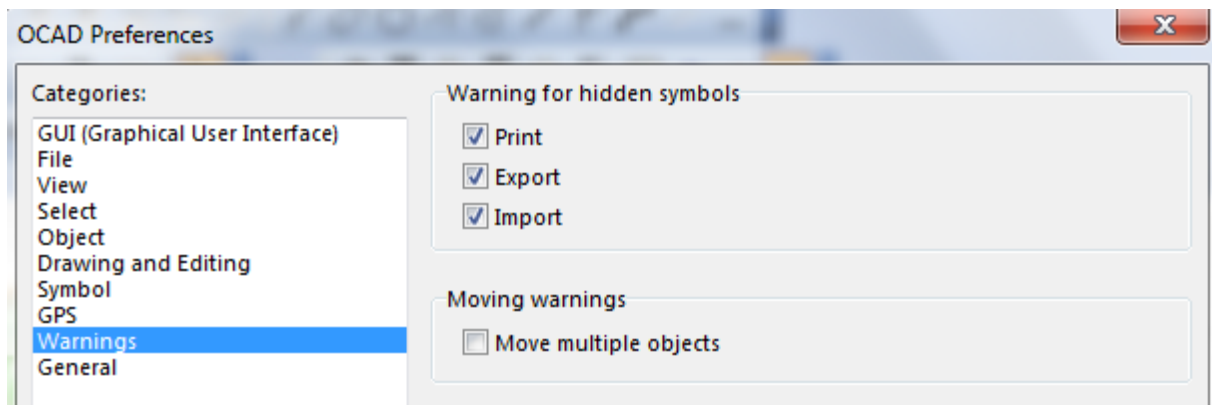 OCAD Preferences
Categories:
GUI (Graphical User Interface)
File
View
Select
Object
Drawing and Editing
Symbol
GPS
Warnings
General
Warning for hidden symbols
Print
Export
Import
Moving warnings
Move multiple objects